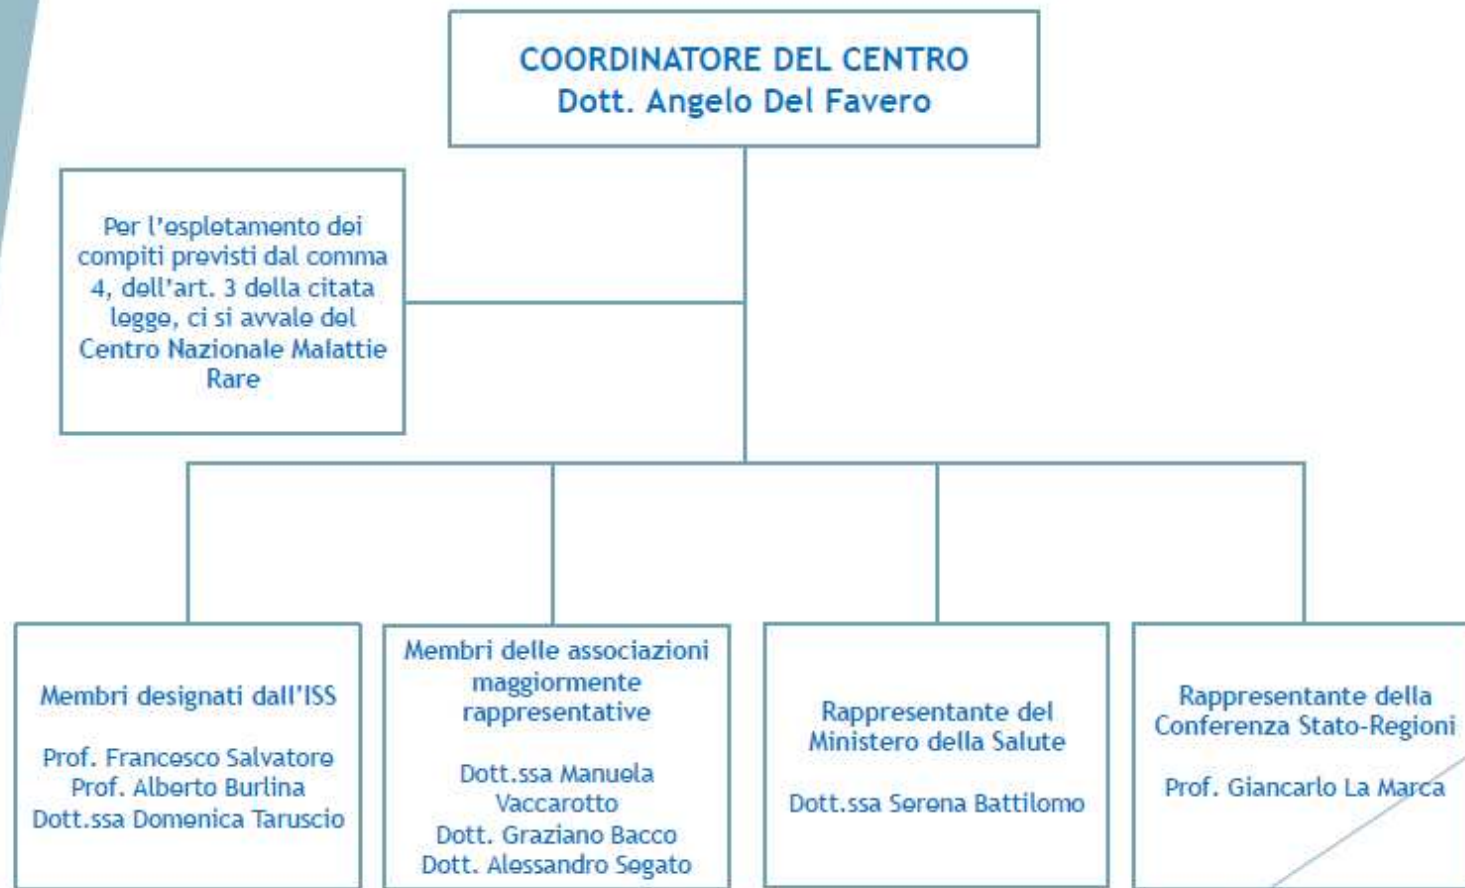 COORDINATORE DEL CENTRO
Dott. Angelo Del Favero
Per l'espletamento dei
compiti previsti dal comma
4, dell'art. 3 della citata
legge, ci si avvale del
Centro Nazionale Malattie
Rare
Membri designati dall'ISS
Prof. Francesco Salvatore
Prof. Alberto Burlina
Dott.ssa Domenica Taruscio
Membri delle associazioni
maggiormente
rappresentative
Dott.ssa Manuela
Vaccarotto
Dott. Graziano Bacco
Dott. Alessandro Segato
Rappresentante del
Ministero della Salute
Dott.ssa Serena Battilomo
Rappresentante della
Conferenza Stato-Regioni
Prof. Giancarlo La Marca